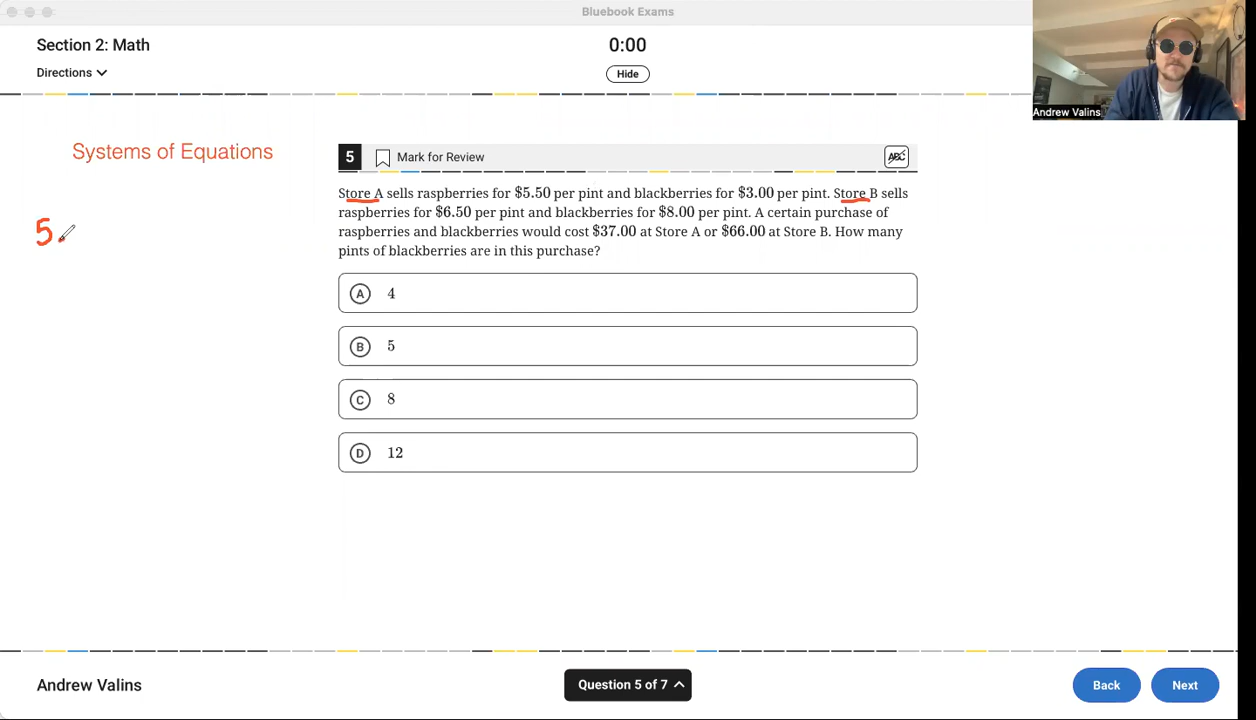 Bluebook Exams
Section 2: Math
0:00
Directions
Hide
Andrew Valins
Systems of Equations
5 Mark for Review ABC
Store A sells raspberries for $5.50 per pint and blackberries for $3.00 per pint. Store B sells
raspberries for $6.50 per pint and blackberries for $8.00 per pint. A certain purchase of
raspberries and blackberries would cost $37.00 at Store A or $66.00 at Store B. How many
pints of blackberries are in this purchase?
5.
A 4
B 5
C 8
D 12
Andrew Valins
Question 5 of 7
Back
Next